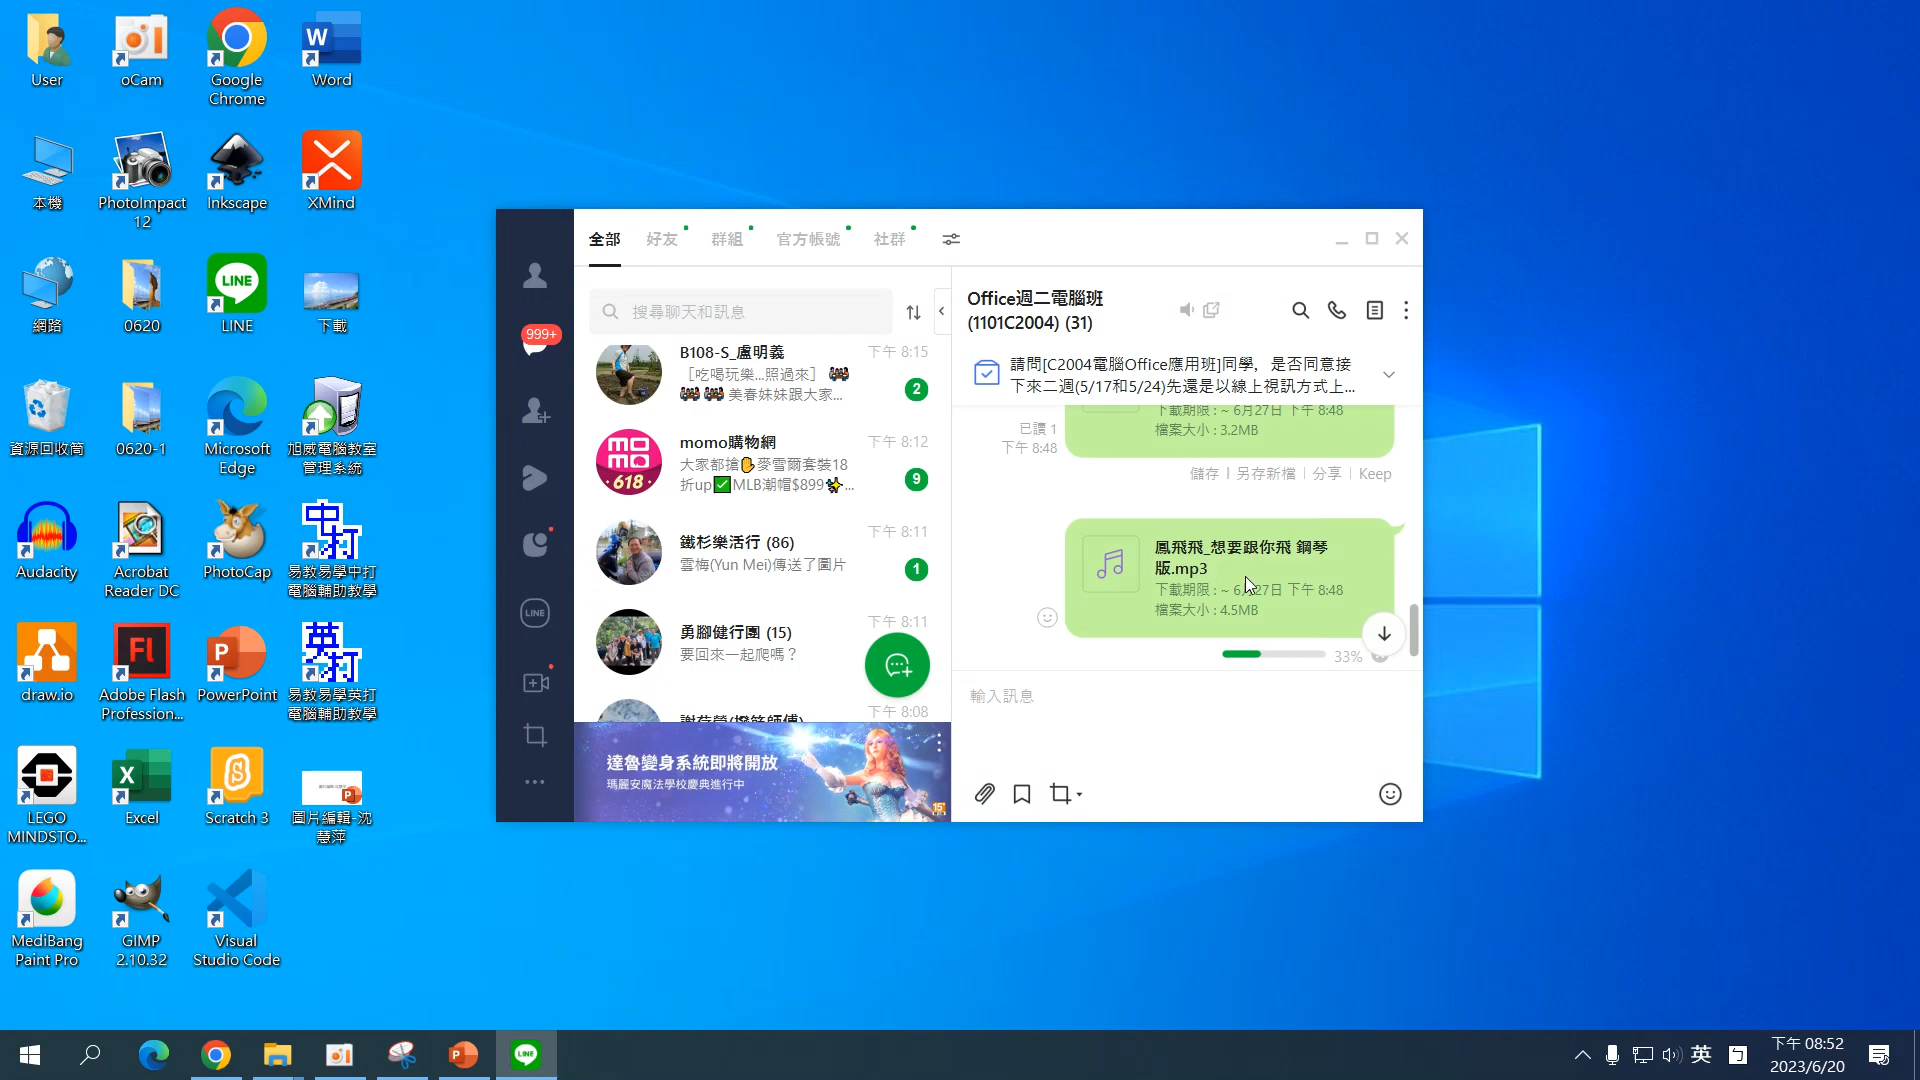 User
oCam
Google
Chrome
Word
本機
PhotoImpact
12
Inkscape
XMind
網路
0620
LINE
下載
資源回收筒
0620-1
Microsoft
Edge
旭威電腦教室
管理系統
Audacity
Acrobat
Reader DC
PhotoCap
易教易學中打
電腦輔助教學
draw.io
Adobe Flash
Profession...
PowerPoint
易教易學英打
電腦輔助教學
LEGO
MINDSTO...
Excel
Scratch 3
圖片編輯-沈
慧萍
MediBang
Paint Pro
GIMP
2.10.32
Visual
Studio Code
999+
LINE
全部
好友
群組
官方帳號
社群
搜尋聊天和訊息
B108-S_盧明義
下午 8:15
［吃喝玩樂...照過來］
美春妹妹跟大家...
2
momo購物網
下午 8:12
大家都搶✋麥雪爾套裝18
折up✅MLB潮帽$899✨...
9
鐵杉樂活行 (86)
下午 8:11
雲梅(Yun Mei)傳送了圖片
1
勇腳健行團 (15)
下午 8:11
要回來一起爬嗎？
下午 8:08
達魯變身系統即將開放
瑪麗安魔法學校慶典進行中
Office週二電腦班
(1101C2004) (31)
請問[C2004電腦Office應用班]同學，是否同意接
下來二週(5/17和5/24)先還是以線上視訊方式上...
下載期限 : ~ 6月27日 下午 8:48
檔案大小 : 3.2MB
已讀 1
下午 8:48
儲存 | 另存新檔 | 分享 | Keep
鳳飛飛_想要跟你飛 鋼琴
版.mp3
下載期限 : ~ 6月27日 下午 8:48
檔案大小 : 4.5MB
33%
輸入訊息
英
下午 08:52
2023/6/20